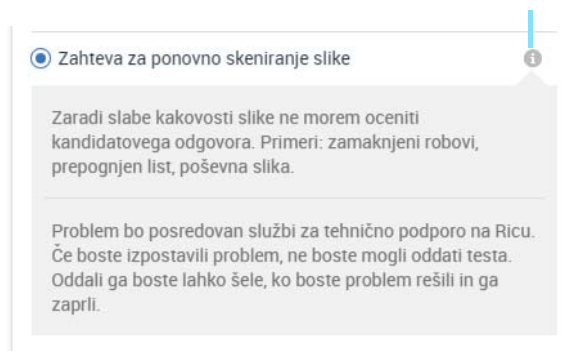 Zahteva za ponovno skeniranje slike
Zaradi slabe kakovosti slike ne morem oceniti
kandidatovega odgovora. Primeri: zamaknjeni robovi,
prepognjen list, poševna slika.
Problem bo posredovan službi za tehnično podporo na Ricu.
Če boste izpostavili problem, ne boste mogli oddati testa.
Oddali ga boste lahko šele, ko boste problem rešili in ga
zaprli.